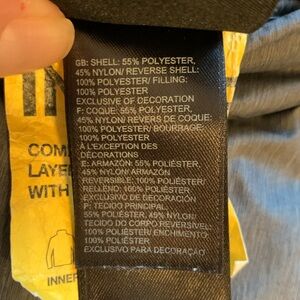 IN
COM
LAYE
WITH
INNER
GB: SHELL: 55% POLYESTER,
45% NYLON/ REVERSE SHELL:
100% POLYESTER/ FILLING:
100% POLYESTER
EXCLUSIVE OF DECORATION
F: COQUE: 55% POLYESTER,
45% NYLON/ REVERS DE COQUE:
100% POLYESTER/ BOURRAGE:
100% POLYESTER
À L'EXCEPTION DES
DÉCORATIONS
E: ARMAZÓN: 55% POLIÉSTER,
45% NYLON/ ARMAZÓN
REVERSIBLE: 100% POLIÉSTER/
RELLENO: 100% POLIÉSTER
EXCLUSIVO DE DECORACIÓN
P: TECIDO PRINCIPAL:
55% POLIÉSTER, 45% NYLON/
TECIDO DO CORPO REVERSÍVEL:
100% POLIÉSTER/ ENCHIMENTO:
100% POLIÉSTER
EXCLUSIVO PARA DECORAÇÃO